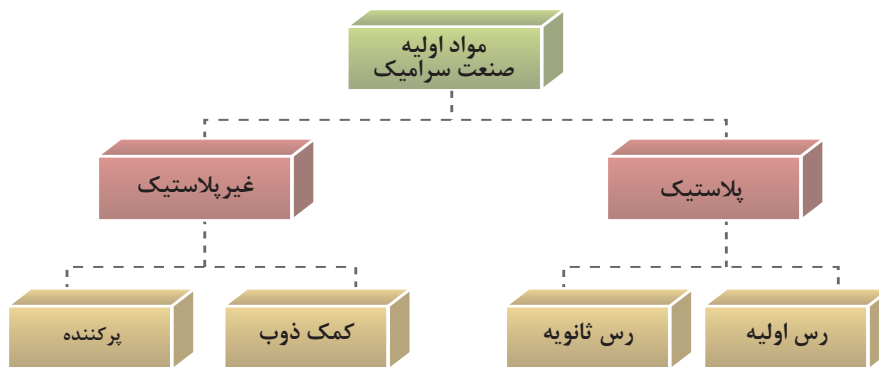 مواد اولیه
صنعت سرامیک
پلاستیک
غیرپلاستیک
رس اولیه
رس ثانویه
کمک ذوب
پرکننده